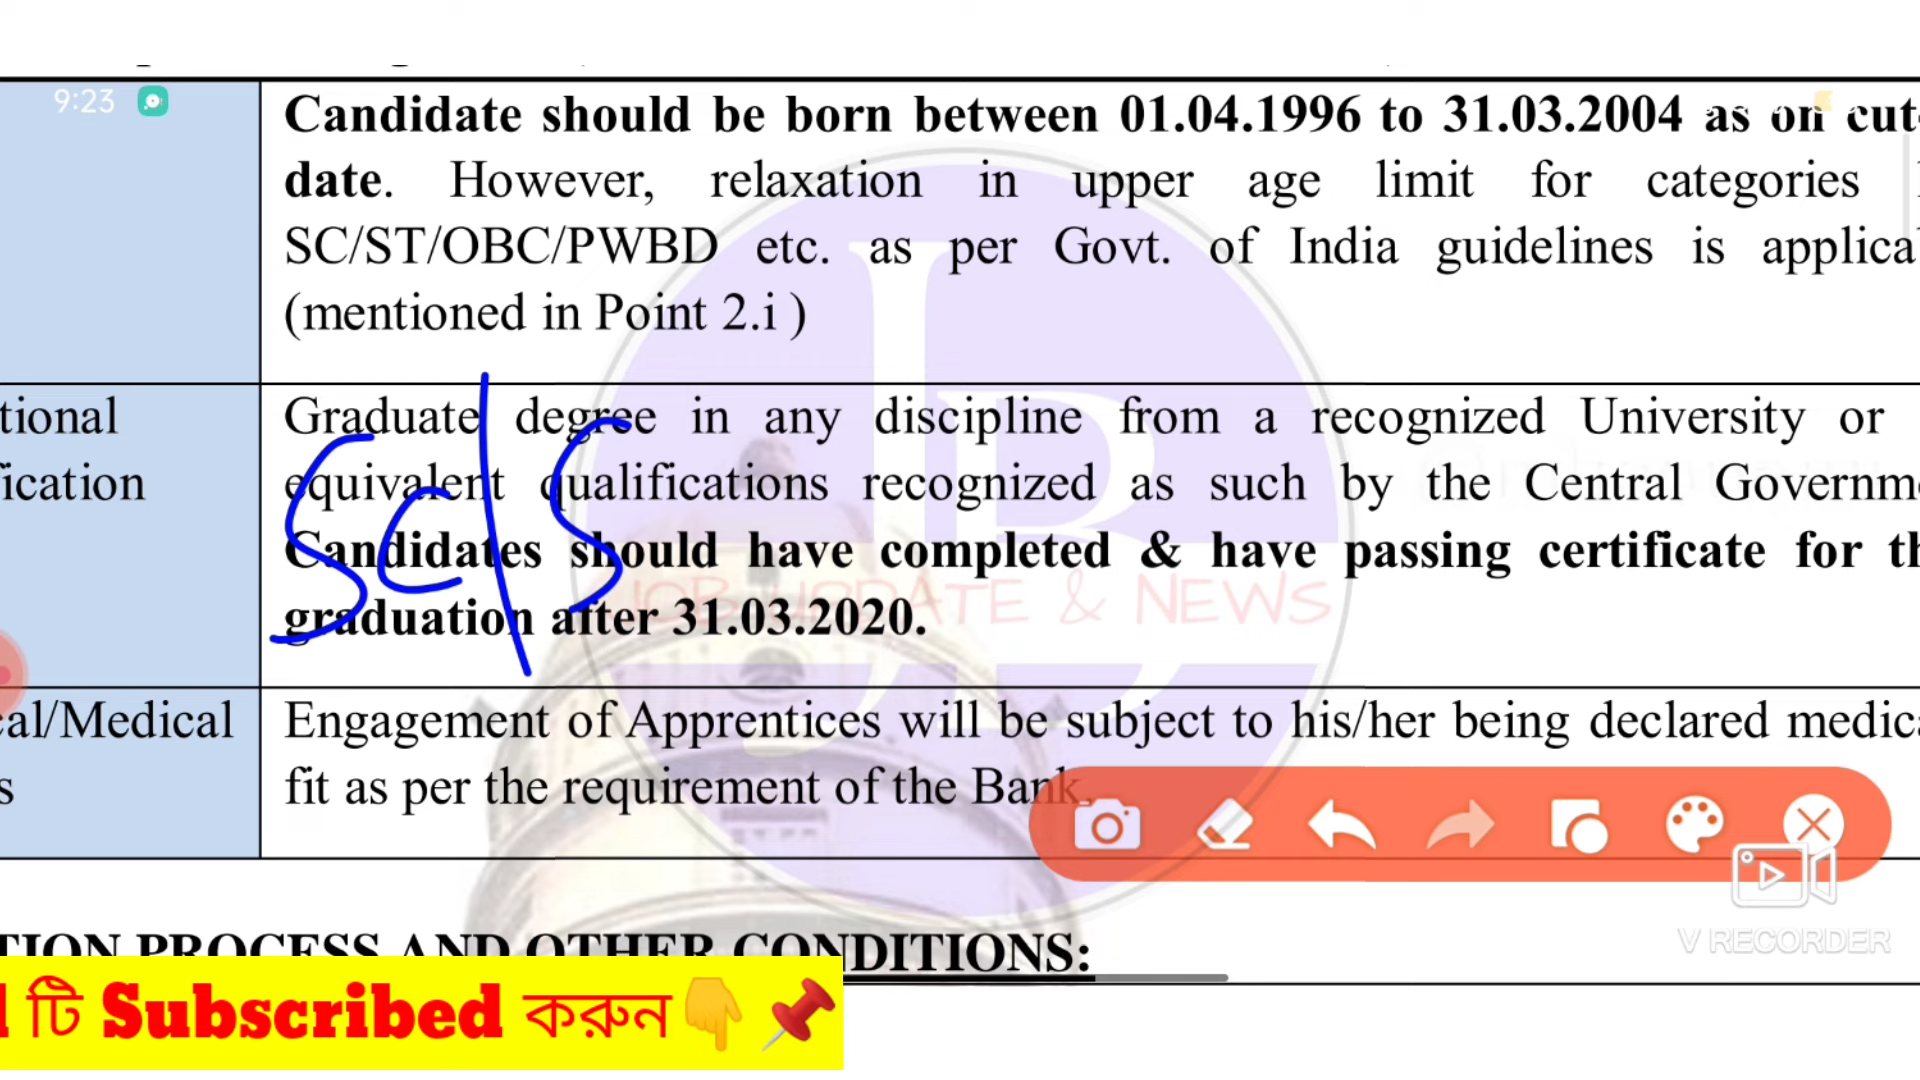 9:23
Candidate should be born between 01.04.1996 to 31.03.2004 as on cut-
date. However, relaxation in upper age limit for categories
SC/ST/OBC/PWBD etc. as per Govt. of India guidelines is applica
(mentioned in Point 2.i )
tional
fication
Graduate degree in any discipline from a recognized University or
equivalent qualifications recognized as such by the Central Governm
Candidates should have completed & have passing certificate for th
graduation after 31.03.2020.
SC/S
JOB UPDATE & NEWS
cal/Medical
s
Engagement of Apprentices will be subject to his/her being declared medica
fit as per the requirement of the Bank.
V RECORDER
TION PROCESS AND OTHER CONDITIONS:
টি Subscribed করুন👇📌